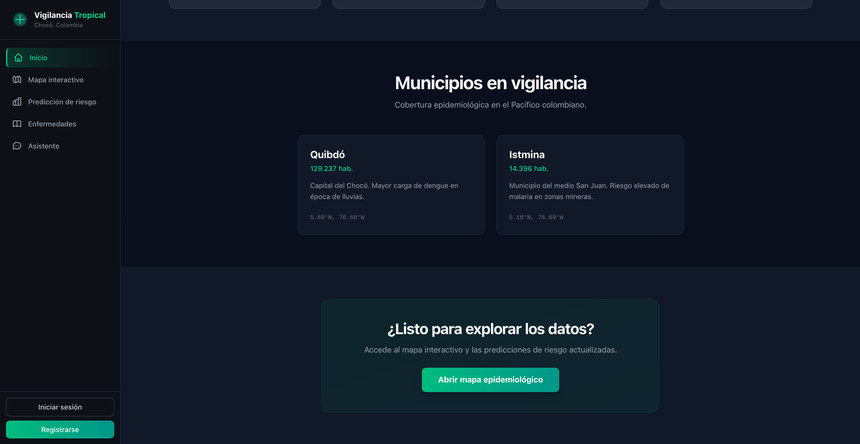 Vigilancia Tropical
Chocó, Colombia
Inicio
Mapa interactivo
Predicción de riesgo
Enfermedades
Asistente
Iniciar sesión
Registrarse
Municipios en vigilancia
Cobertura epidemiológica en el Pacífico colombiano.
Quibdó
129.237 hab.
Capital del Chocó. Mayor carga de dengue en
época de lluvias.
5.69°N, 76.66°W
Istmina
14.396 hab.
Municipio del medio San Juan. Riesgo elevado de
malaria en zonas mineras.
5.16°N, 76.69°W
¿Listo para explorar los datos?
Accede al mapa interactivo y las predicciones de riesgo actualizadas.
Abrir mapa epidemiológico